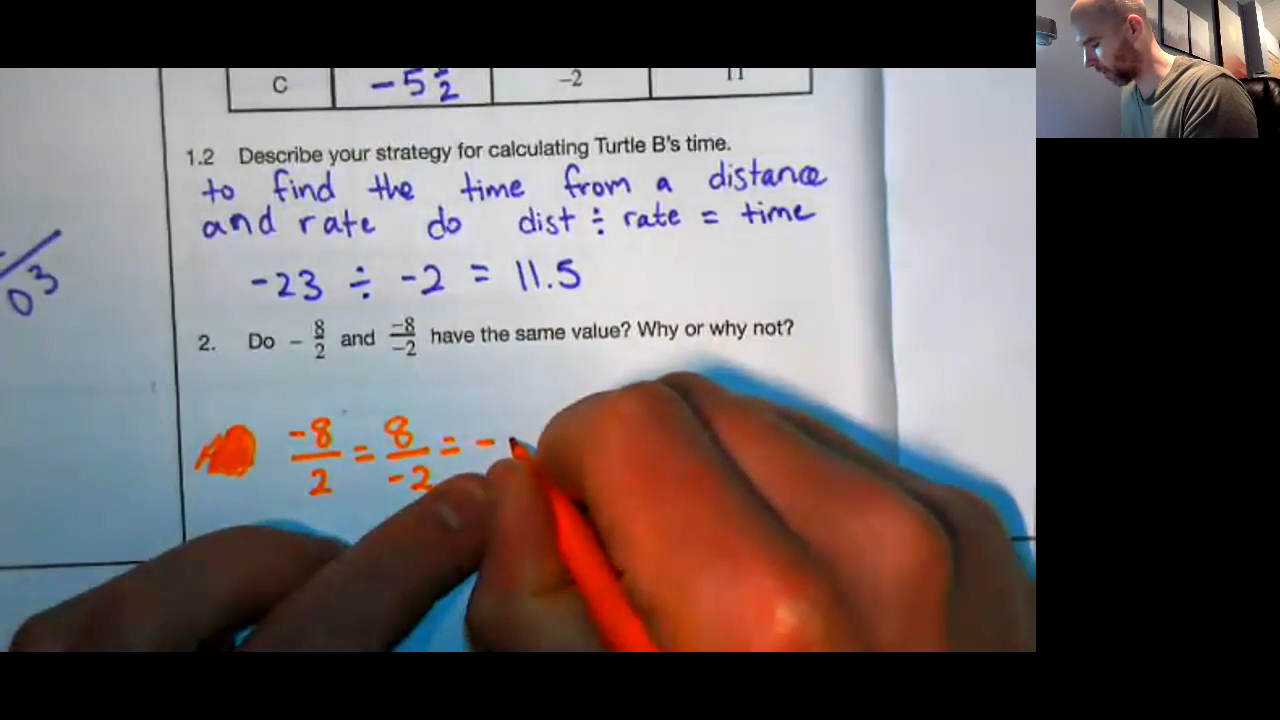 C -5 1/2 -2 11
1.2 Describe your strategy for calculating Turtle B's time.
to find the time from a distance
and rate do dist ÷ rate = time
-23 ÷ -2 = 11.5
03
2. Do - 8/2 and -8/-2 have the same value? Why or why not?
-8/2 = 8/-2 = -